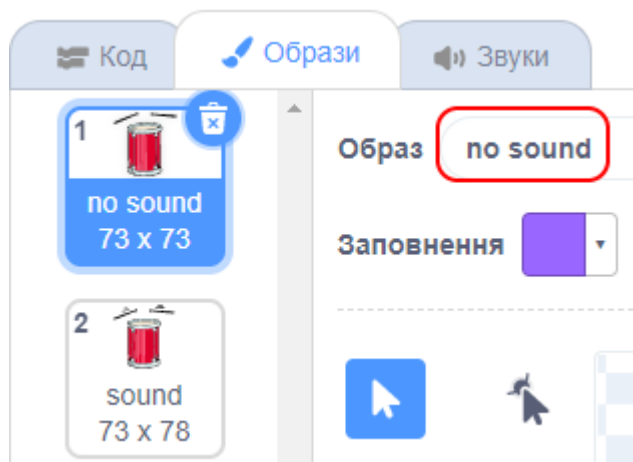 Код Образи Звуки
1
no sound
73 x 73
2
sound
73 x 78
Образ no sound
Заповнення